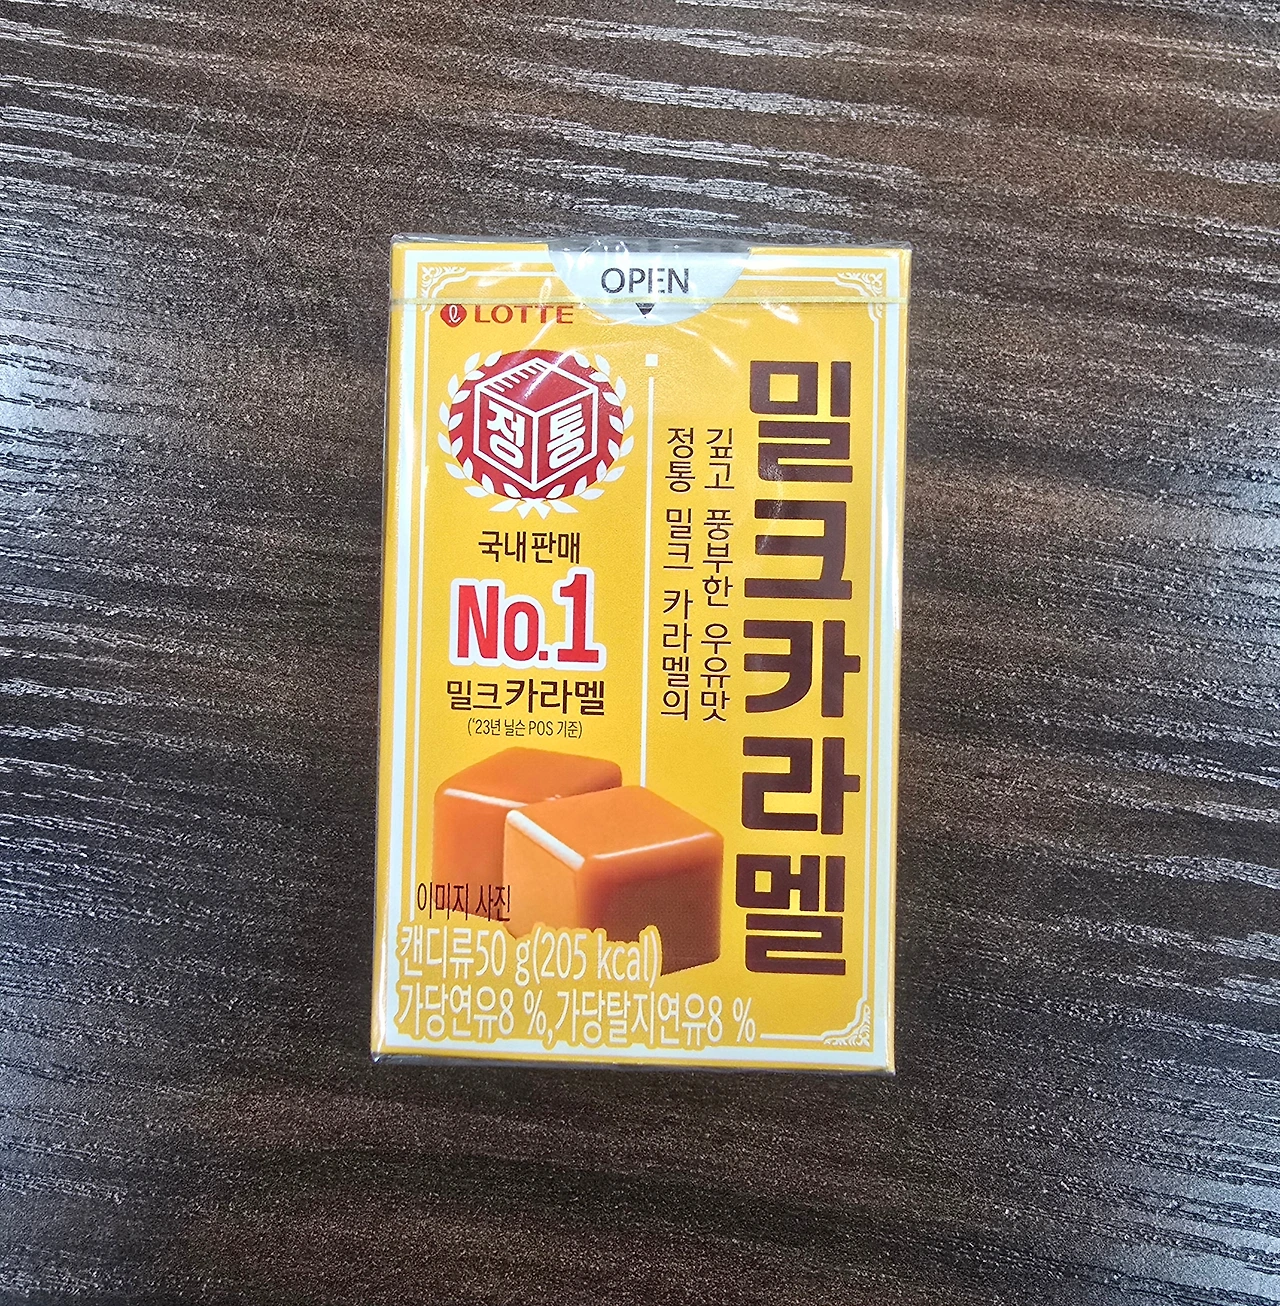 OPEN
LOTTE
정통
국내판매
No.1
밀크카라멜
('23년 닐슨 POS 기준)
밀크카라멜
깊고 풍부한 우유맛
정통 밀크 카라멜의
이미지 사진
캔디류50 g(205 kcal)
가당연유8 %,가당탈지연유8 %